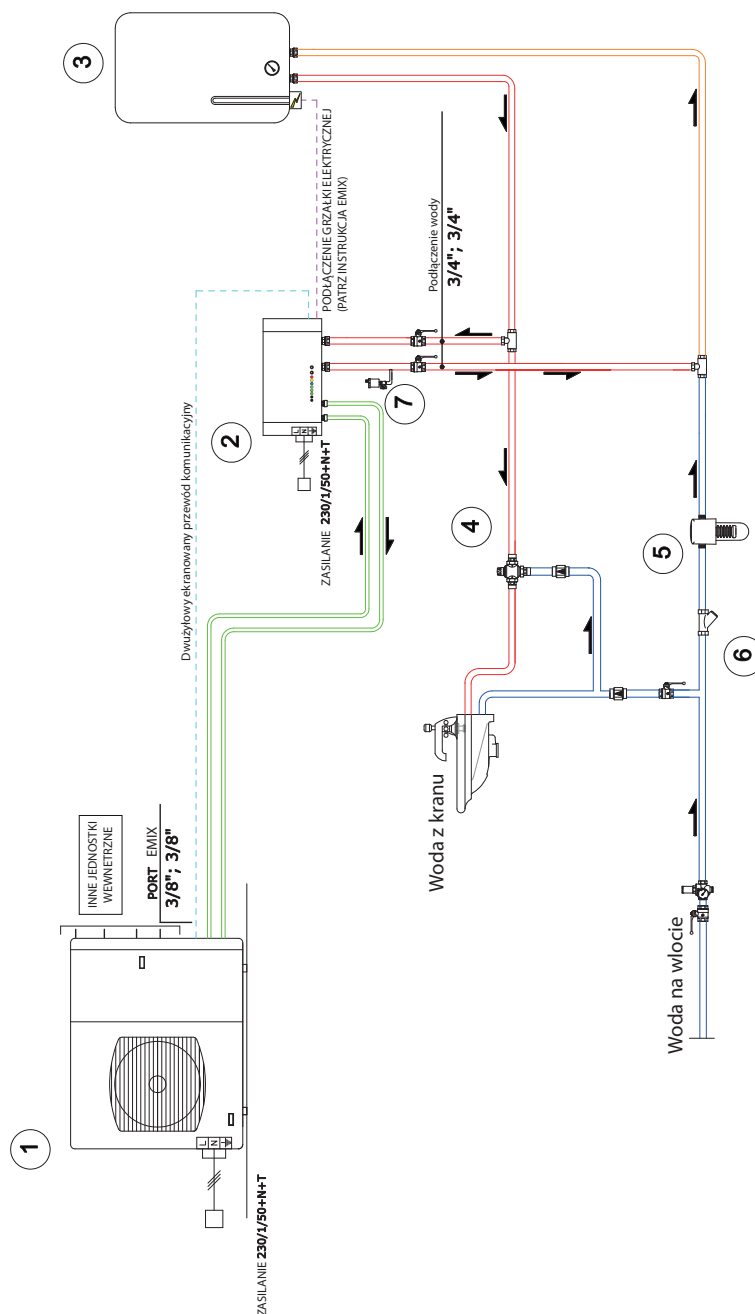 1
ZASILANIE 230/1/50+N+T
L
N
INNE JEDNOSTKI
WEWNETRZNE
PORT EMIX
3/8"; 3/8"
Dwużyłowy ekranowany przewód komunikacyjny
2
L
N
ZASILANIE 230/1/50+N+T
3
PODŁĄCZENIE GRZAŁKI ELEKTRYCZNEJ
(PATRZ INSTRUKCJA EMIX)
7
Podłączenie wody
3/4"; 3/4"
4
Woda z kranu
5
6
Woda na wlocie